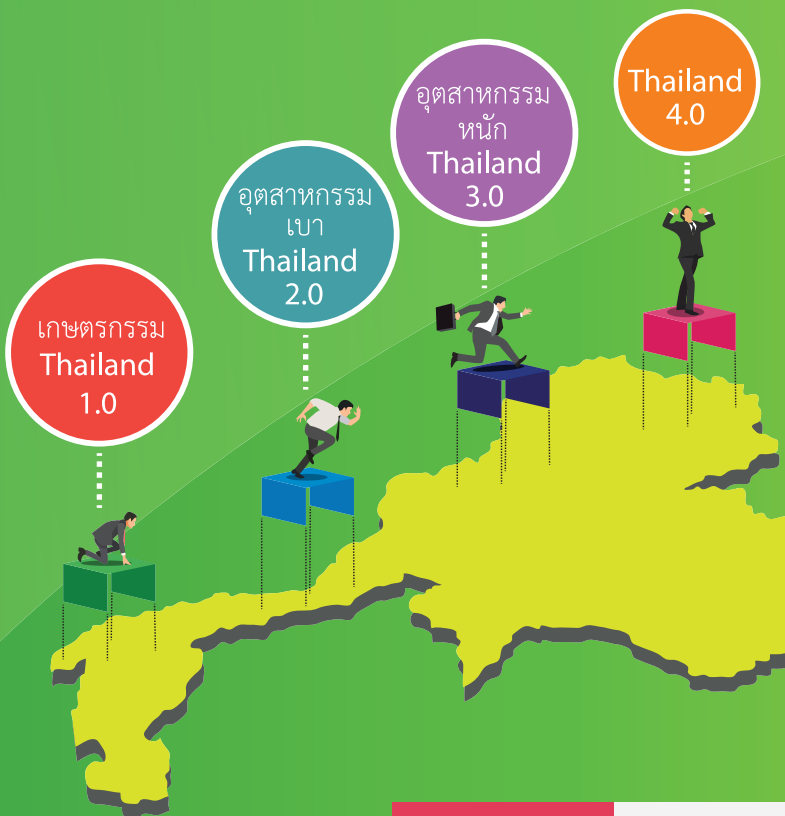 เกษตรกรรม
Thailand
1.0
อุตสาหกรรม
เบา
Thailand
2.0
อุตสาหกรรม
หนัก
Thailand
3.0
Thailand
4.0